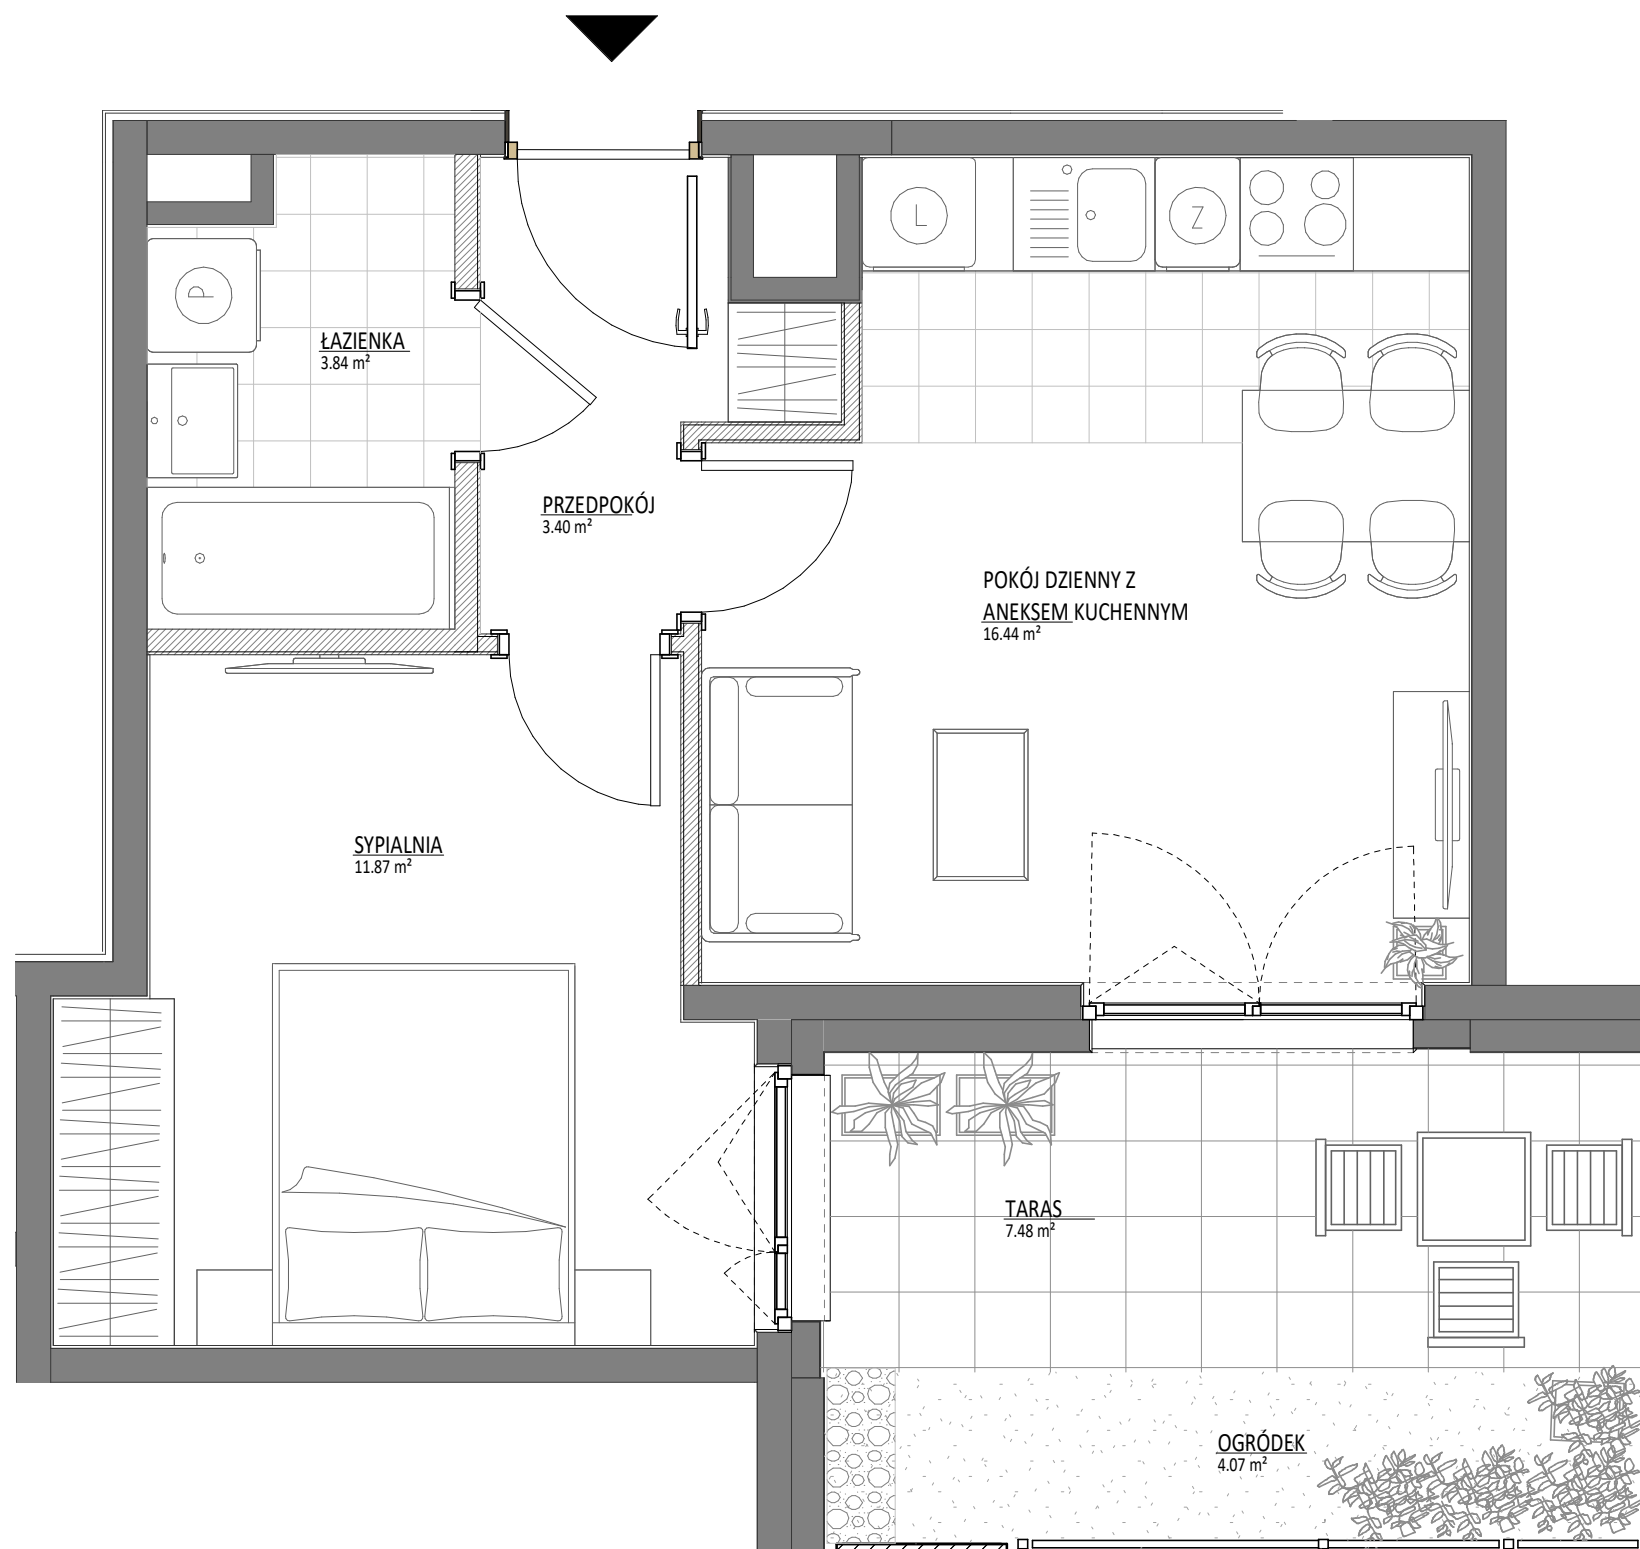 L
Z
P
ŁAZIENKA
3.84 m²
PRZEDPOKÓJ
3.40 m²
POKÓJ DZIENNY Z
ANEKSEM KUCHENNYM
16.44 m²
SYPIALNIA
11.87 m²
TARAS
7.48 m²
OGRÓDEK
4.07 m²